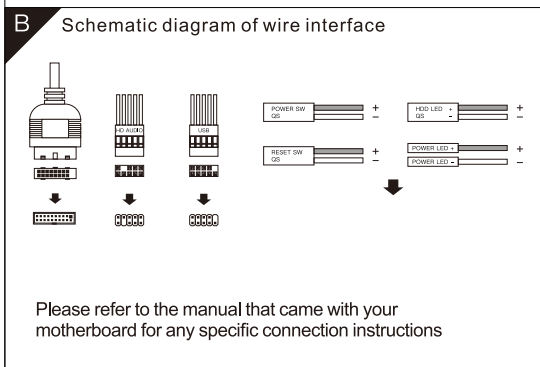 B Schematic diagram of wire interface
HD AUDIO
USB
POWER SW
QS
+
−
HDD LED +
QS −
+
−
RESET SW
QS
+
−
POWER LED +
POWER LED −
+
−
Please refer to the manual that came with your
motherboard for any specific connection instructions